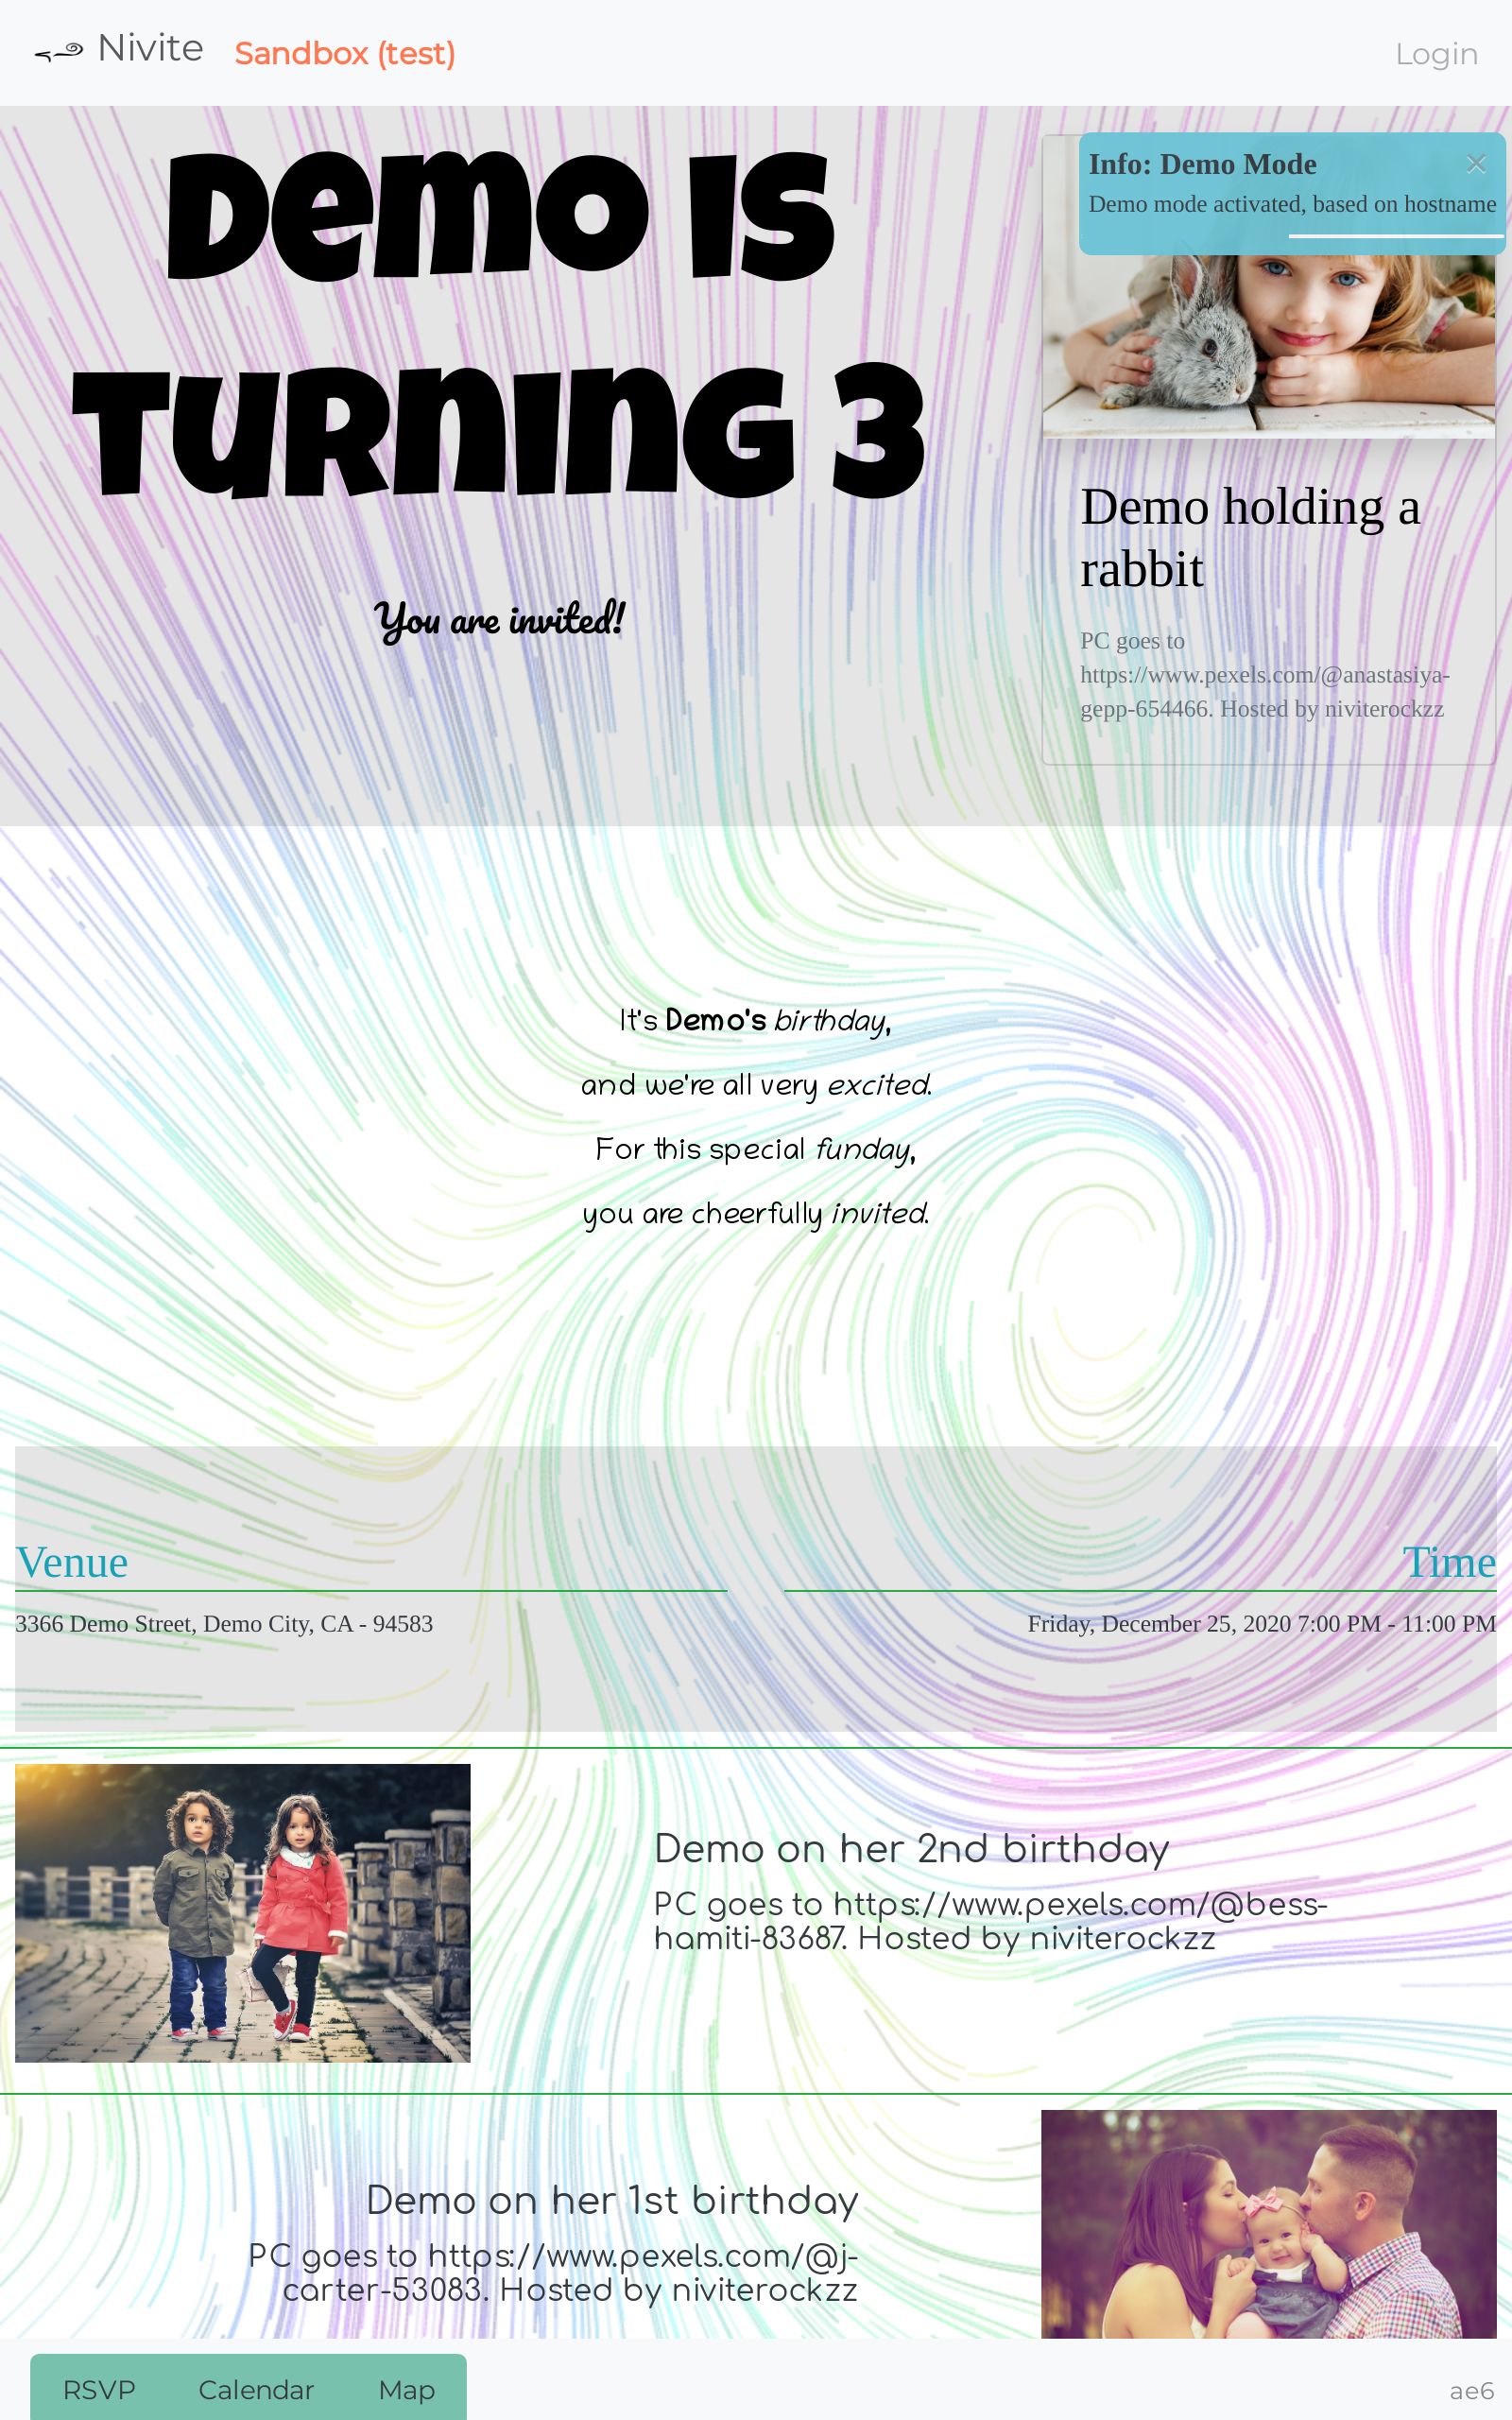 Nivite Sandbox (test) Login
Demo is
Turning 3
You are invited!
Info: Demo Mode
Demo mode activated, based on hostname
Demo holding a
rabbit
PC goes to
https://www.pexels.com/@anastasiya-
gepp-654466. Hosted by niviterockzz
It's Demo's birthday,
and we're all very excited.
For this special funday,
you are cheerfully invited.
Venue
3366 Demo Street, Demo City, CA - 94583
Time
Friday, December 25, 2020 7:00 PM - 11:00 PM
Demo on her 2nd birthday
PC goes to https://www.pexels.com/@bess-
hamiti-83687. Hosted by niviterockzz
Demo on her 1st birthday
PC goes to https://www.pexels.com/@j-
carter-53083. Hosted by niviterockzz
RSVP Calendar Map ae6